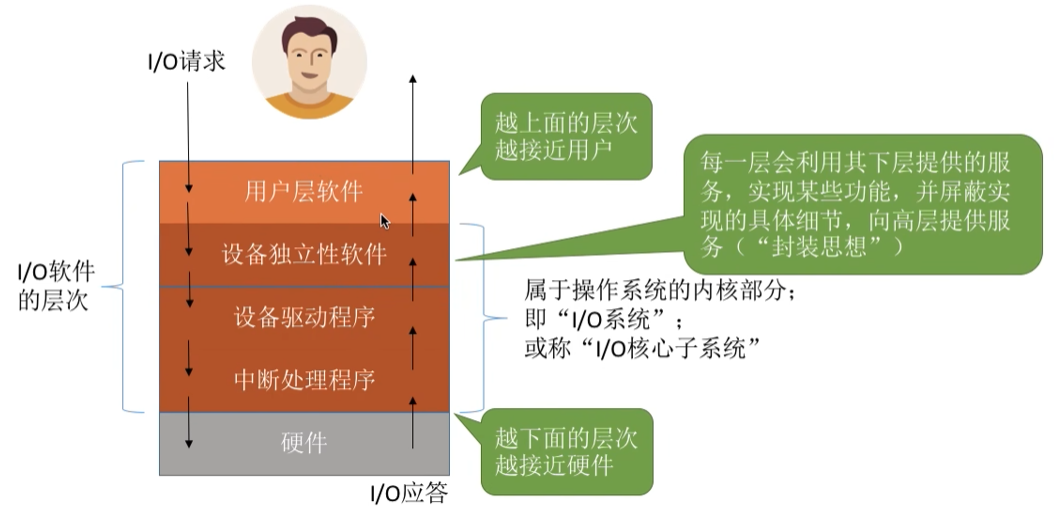 I/O请求
越上面的层次
越接近用户
每一层会利用其下层提供的服
务，实现某些功能，并屏蔽实
现的具体细节，向高层提供服
务（“封装思想”）
用户层软件
设备独立性软件
I/O软件
的层次
设备驱动程序
属于操作系统的内核部分；
即“I/O系统”；
或称“I/O核心子系统”
中断处理程序
硬件
越下面的层次
越接近硬件
I/O应答